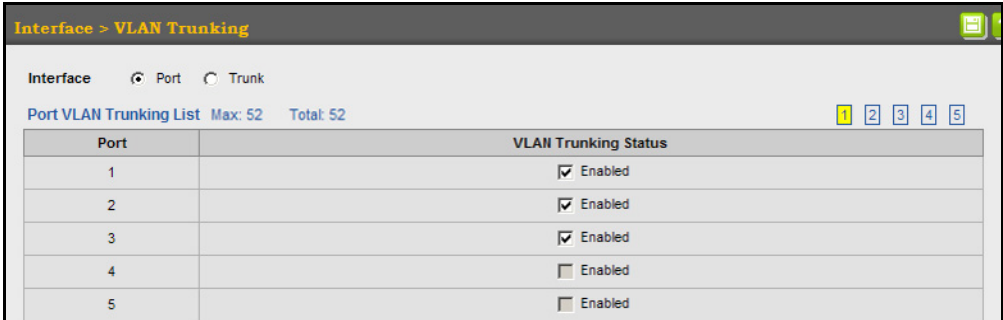 Interface > VLAN Trunking
Interface Port Trunk
Port VLAN Trunking List Max: 52 Total: 52 1 2 3 4 5
Port VLAN Trunking Status
1 Enabled
2 Enabled
3 Enabled
4 Enabled
5 Enabled